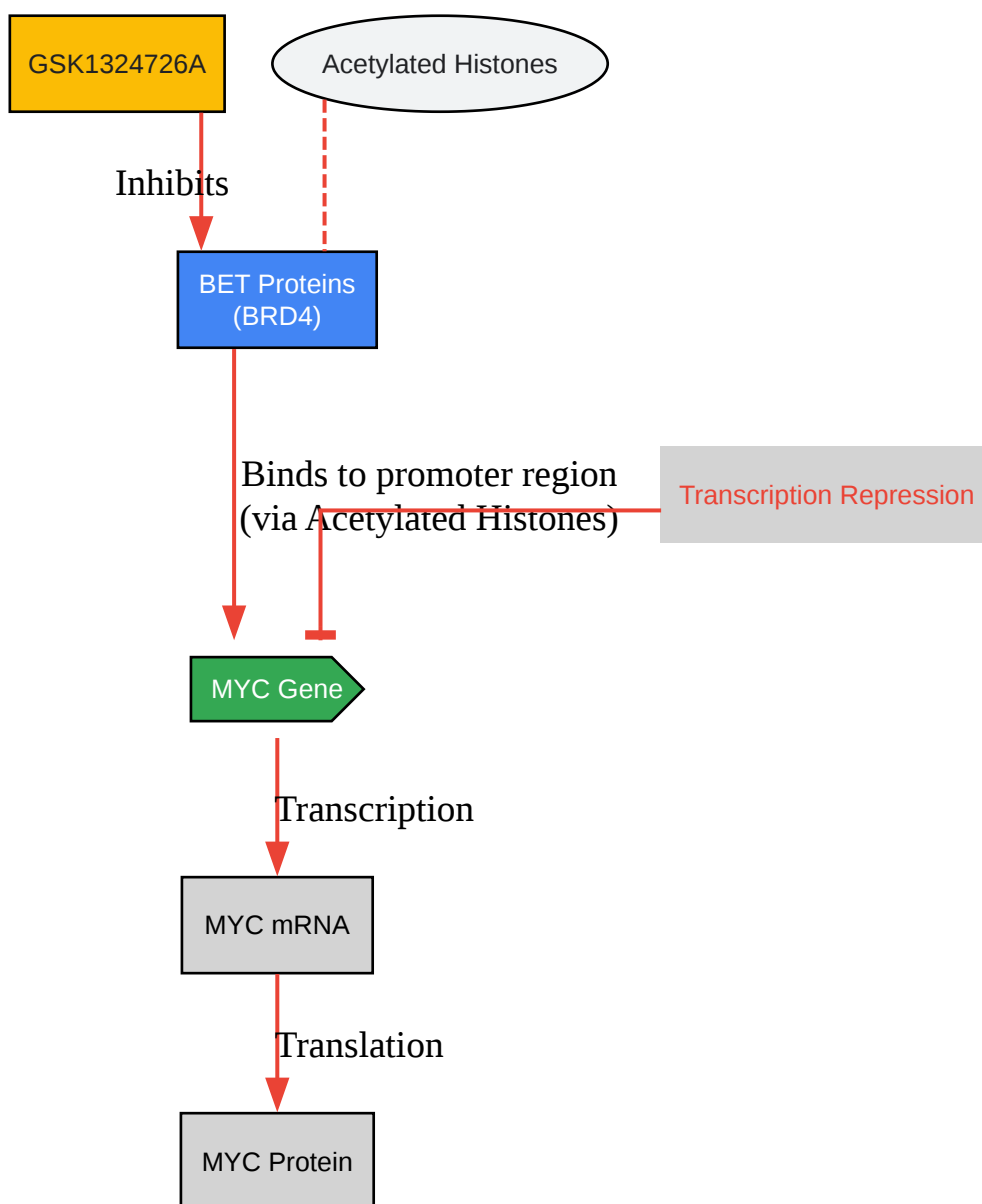 GSK1324726A
Acetylated Histones
Inhibits
BET Proteins
(BRD4)
Binds to promoter region
(via Acetylated Histones)
Transcription Repression
MYC Gene
Transcription
MYC mRNA
Translation
MYC Protein